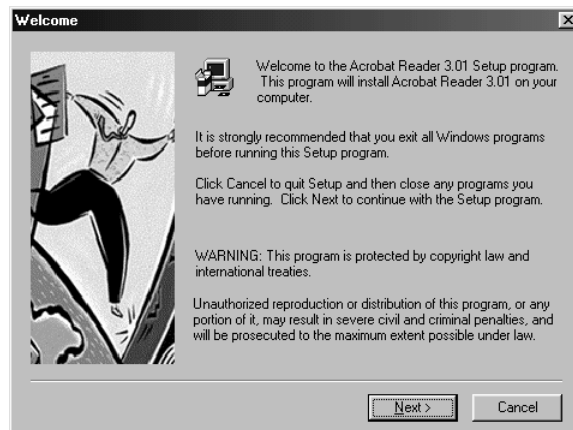 Welcome
Welcome to the Acrobat Reader 3.01 Setup program.
This program will install Acrobat Reader 3.01 on your
computer.
It is strongly recommended that you exit all Windows programs
before running this Setup program.
Click Cancel to quit Setup and then close any programs you
have running. Click Next to continue with the Setup program.
WARNING: This program is protected by copyright law and
international treaties.
Unauthorized reproduction or distribution of this program, or any
portion of it, may result in severe civil and criminal penalties, and
will be prosecuted to the maximum extent possible under law.
Next >
Cancel